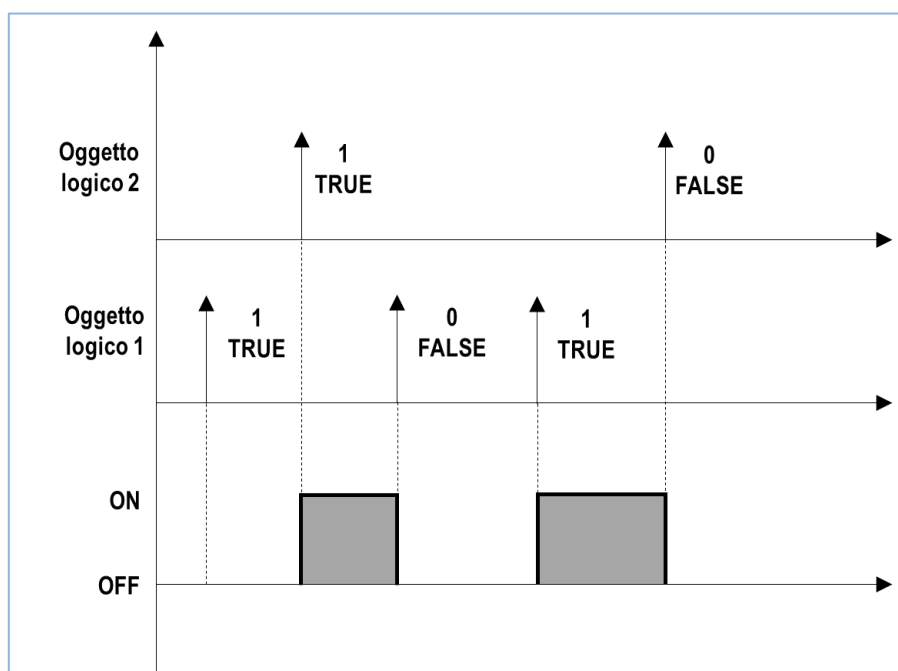 Oggetto
logico 2
1
TRUE
0
FALSE
Oggetto
logico 1
1
TRUE
0
FALSE
1
TRUE
ON
OFF